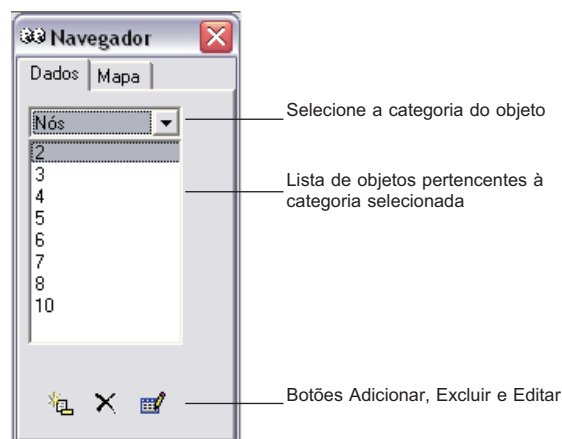 Navegador
Dados Mapa
Nós
Selecione a categoria do objeto
2
3
4
5
6
7
8
10
Lista de objetos pertencentes à
categoria selecionada
Botões Adicionar, Excluir e Editar